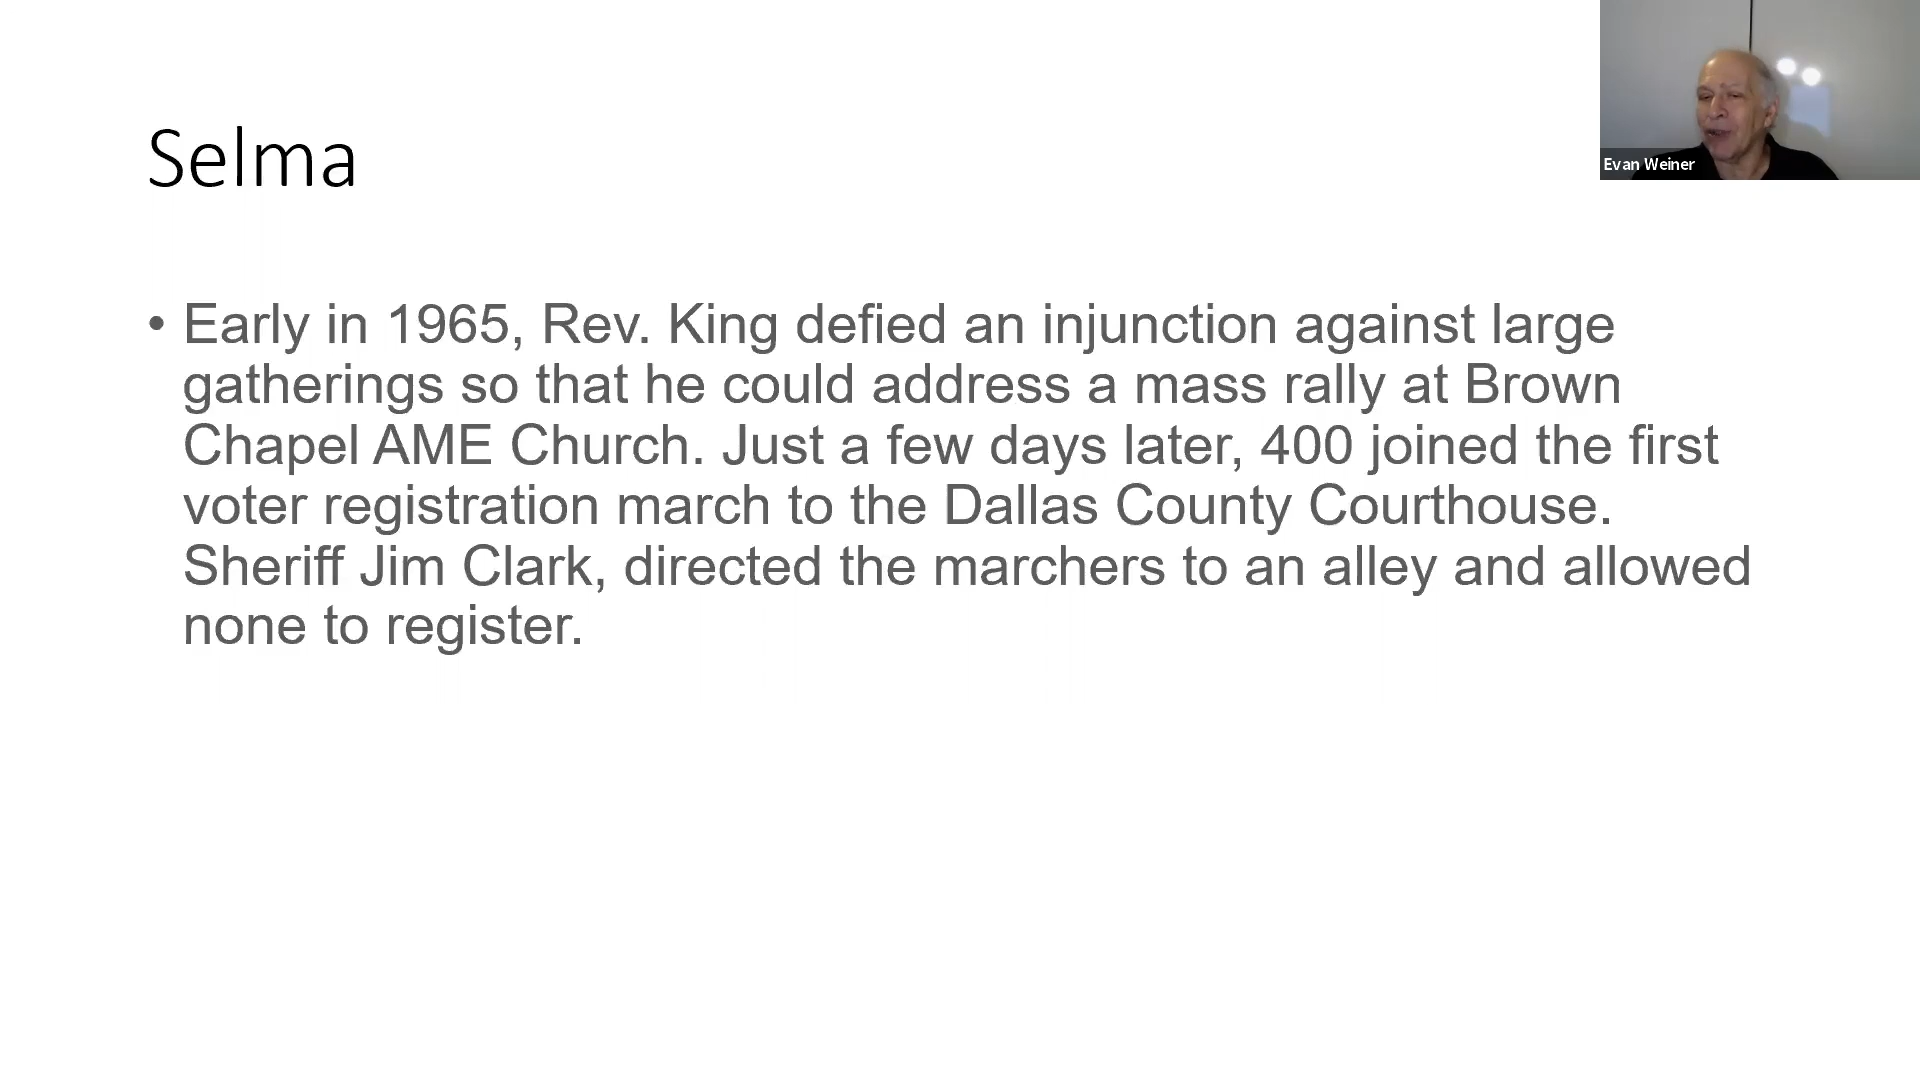 Selma
• Early in 1965, Rev. King defied an injunction against large
gatherings so that he could address a mass rally at Brown
Chapel AME Church. Just a few days later, 400 joined the first
voter registration march to the Dallas County Courthouse.
Sheriff Jim Clark, directed the marchers to an alley and allowed
none to register.
Evan Weiner